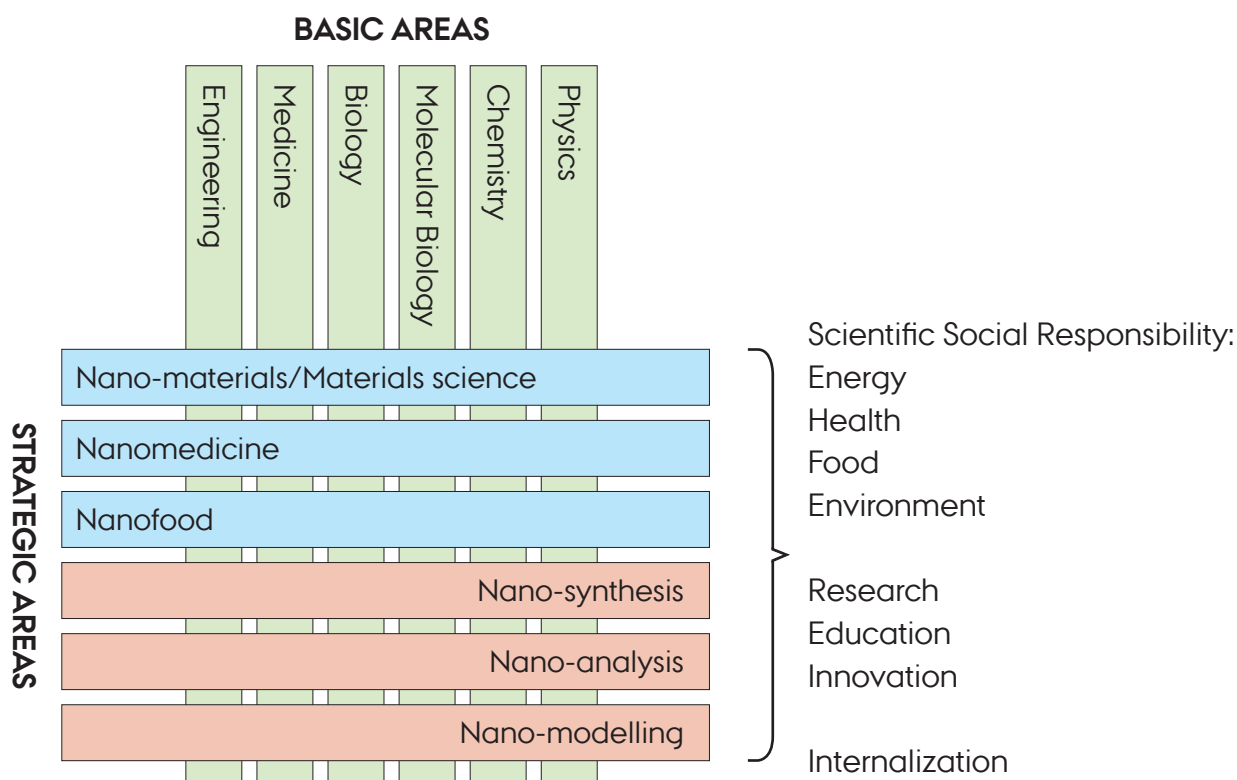 BASIC AREAS
Engineering
Medicine
Biology
Molecular Biology
Chemistry
Physics
STRATEGIC AREAS
Nano-materials/Materials science
Nanomedicine
Nanofood
Nano-synthesis
Nano-analysis
Nano-modelling
Scientific Social Responsibility:
Energy
Health
Food
Environment
Research
Education
Innovation
Internalization